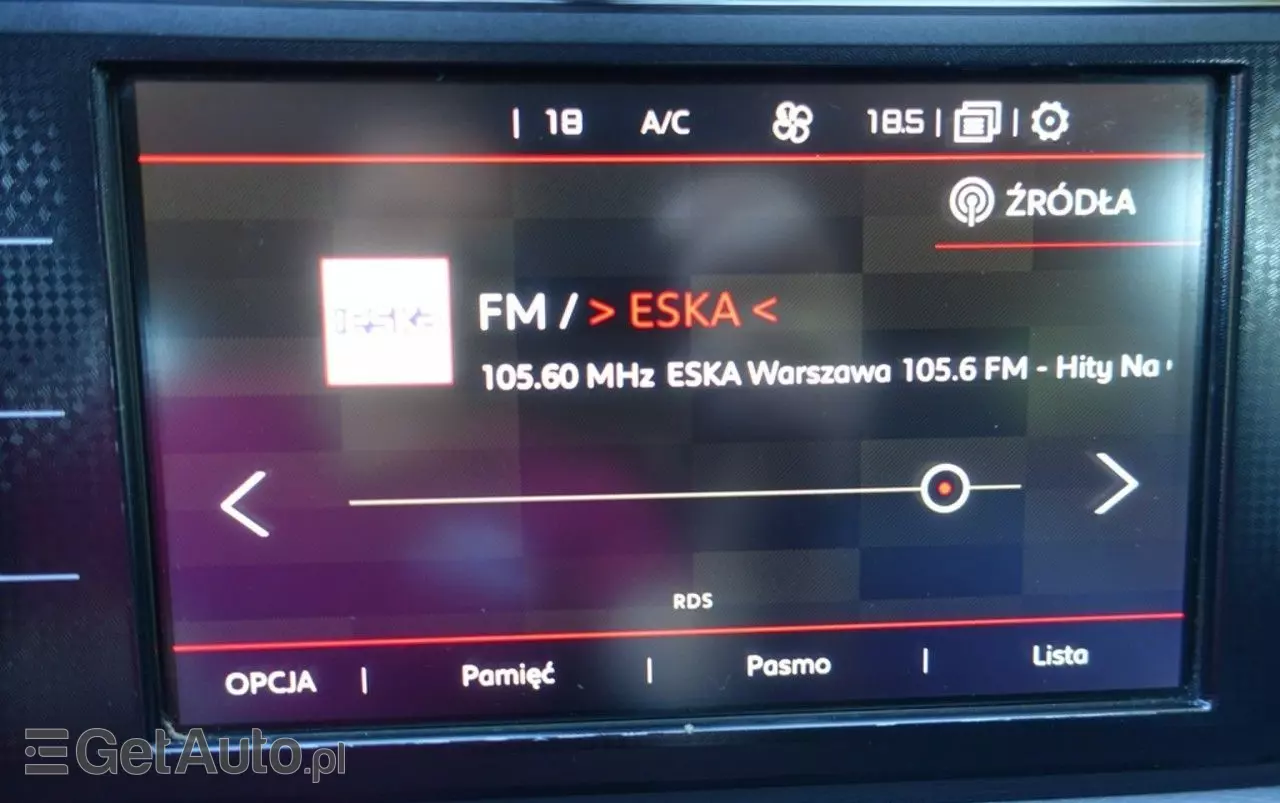 18 A/C 18.5
ŹRÓDŁA
ESKA
FM / > ESKA <
105.60 MHz ESKA Warszawa 105.6 FM - Hity Na
RDS
OPCJA | Pamięć | Pasmo | Lista
GetAuto.pl